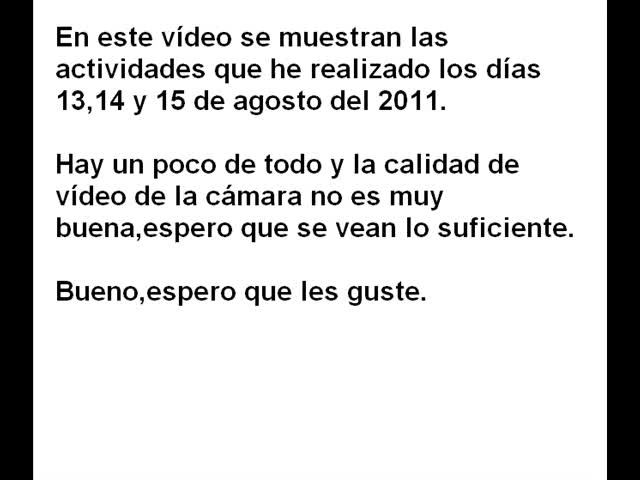 En este vídeo se muestran las
actividades que he realizado los días
13,14 y 15 de agosto del 2011.
Hay un poco de todo y la calidad de
vídeo de la cámara no es muy
buena,espero que se vean lo suficiente.
Bueno,espero que les guste.